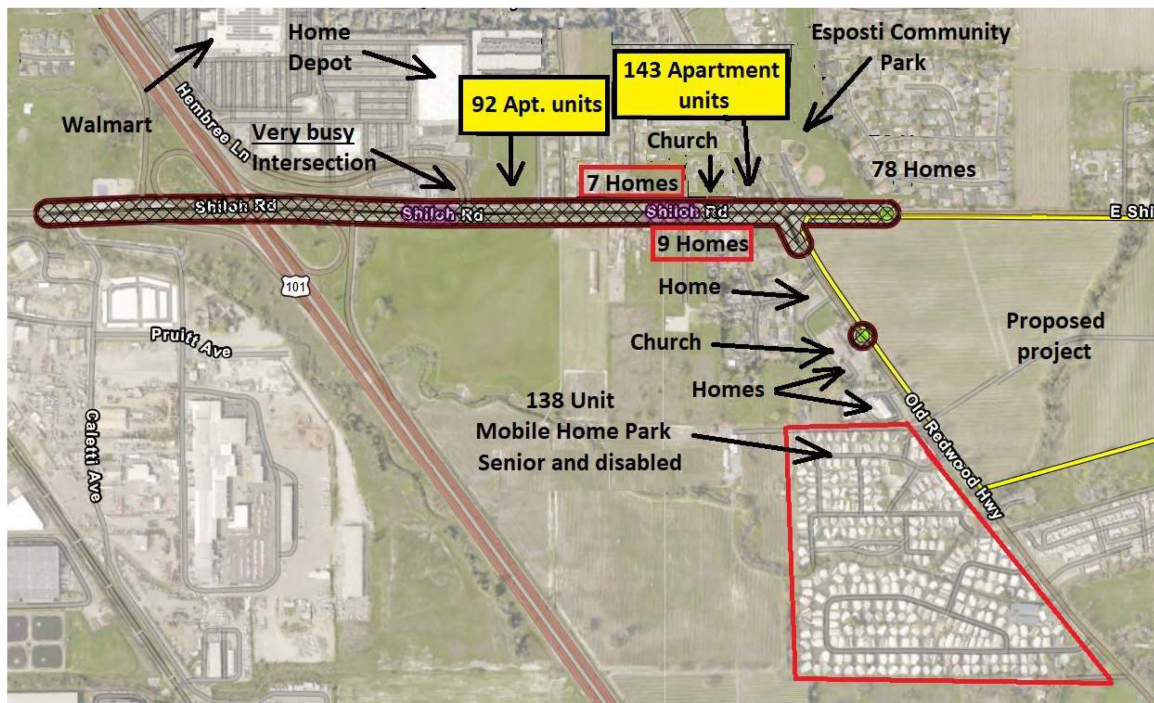 Home
Depot
Esposti Community
Park
143 Apartment
units
92 Apt. units
Walmart
Hembree Ln
Very busy
Intersection
Church
78 Homes
7 Homes
Shiloh Rd
Shiloh Rd
Shiloh Rd
E Shi
9 Homes
Home
101
Pruitt Ave
Church
Proposed
project
Homes
138 Unit
Mobile Home Park
Senior and disabled
Old Redwood Hwy
Caletti Ave